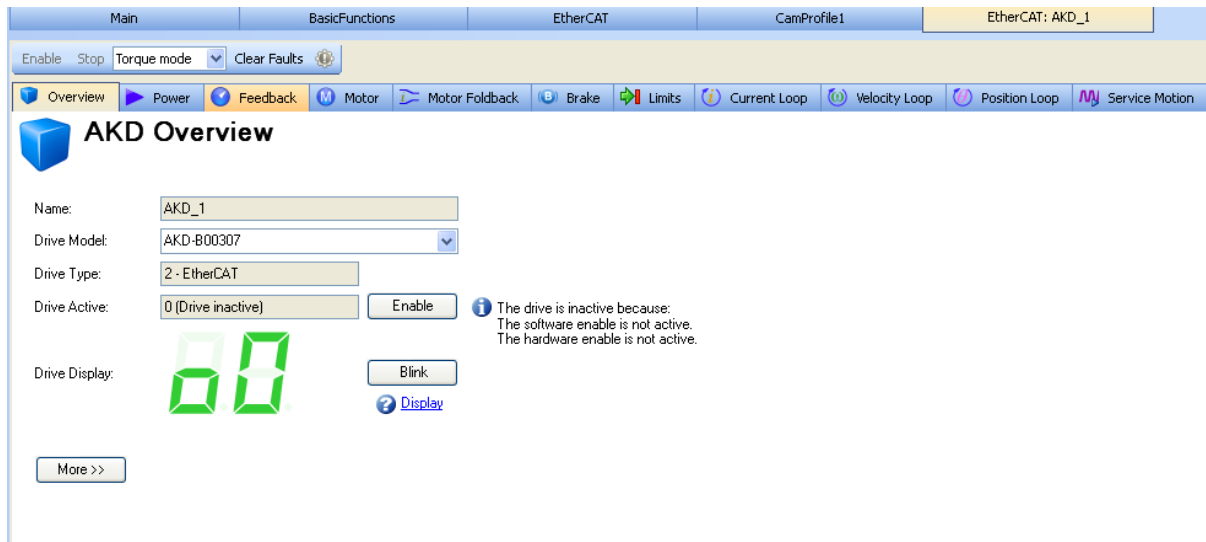 Main BasicFunctions EtherCAT CamProfile1 EtherCAT: AKD_1
Enable Stop Torque mode Clear Faults
Overview Power Feedback Motor Motor Foldback Brake Limits Current Loop Velocity Loop Position Loop Service Motion
AKD Overview
Name: AKD_1
Drive Model: AKD-B00307
Drive Type: 2 - EtherCAT
Drive Active: 0 (Drive inactive) Enable The drive is inactive because:
The software enable is not active.
The hardware enable is not active.
Drive Display: o0 Blink
Display
More >>